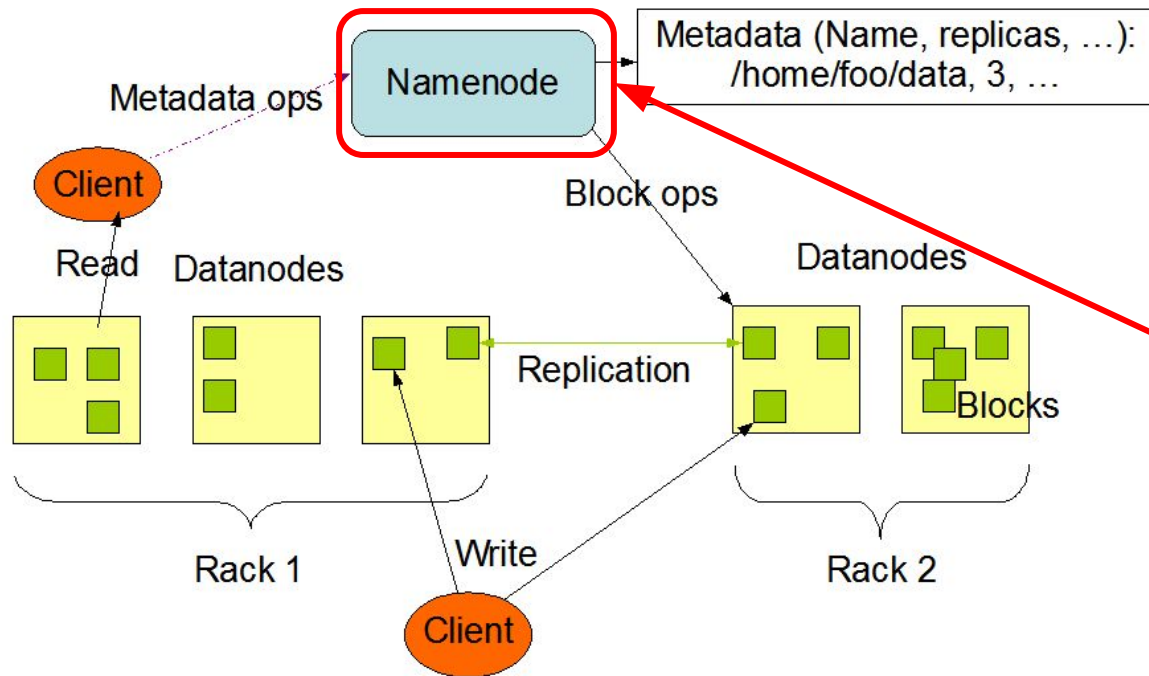 Metadata (Name, replicas, …):
/home/foo/data, 3, …
Namenode
Metadata ops
Client
Block ops
Read
Datanodes
Datanodes
Replication
Blocks
Rack 1
Write
Rack 2
Client